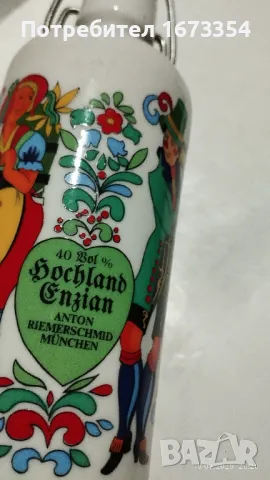 Потребител 1673354
40 Vol %
Hochland
Enzian
ANTON
RIEMERSCHMID
MÜNCHEN
BAZAR